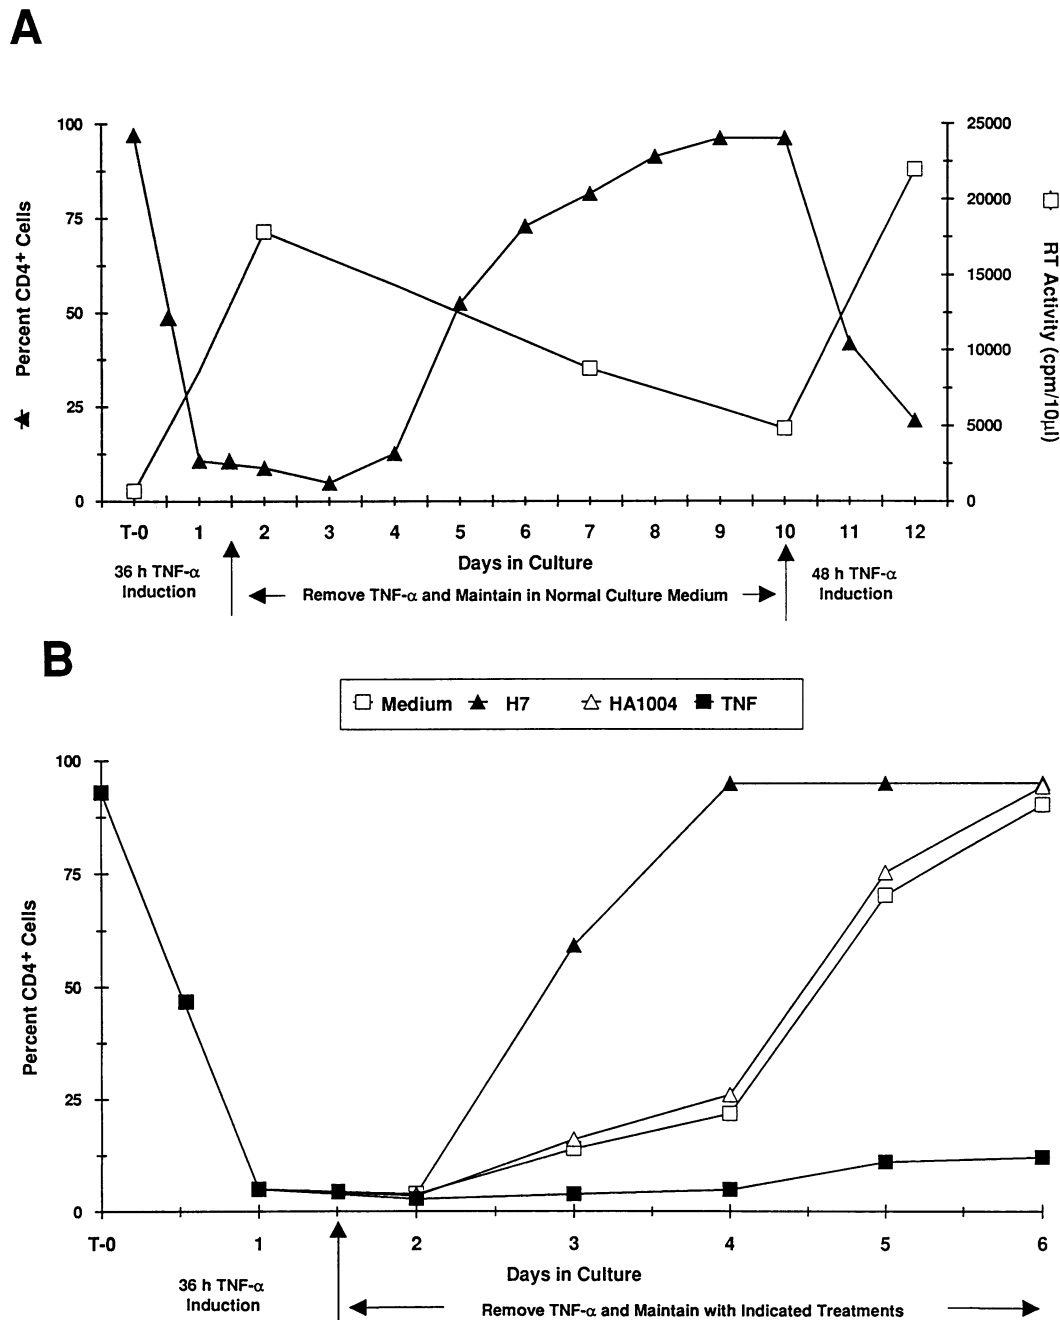 A
100
75
50
25
0
Percent CD4+ Cells
25000
20000
15000
10000
5000
0
RT Activity (cpm/10µl)
T-0 1 2 3 4 5 6 7 8 9 10 11 12
Days in Culture
36 h TNF-α
Induction
Remove TNF-α and Maintain in Normal Culture Medium
48 h TNF-α
Induction
B
Medium H7 HA1004 TNF
100
75
50
25
0
Percent CD4+ Cells
T-0 1 2 3 4 5 6
Days in Culture
36 h TNF-α
Induction
Remove TNF-α and Maintain with Indicated Treatments